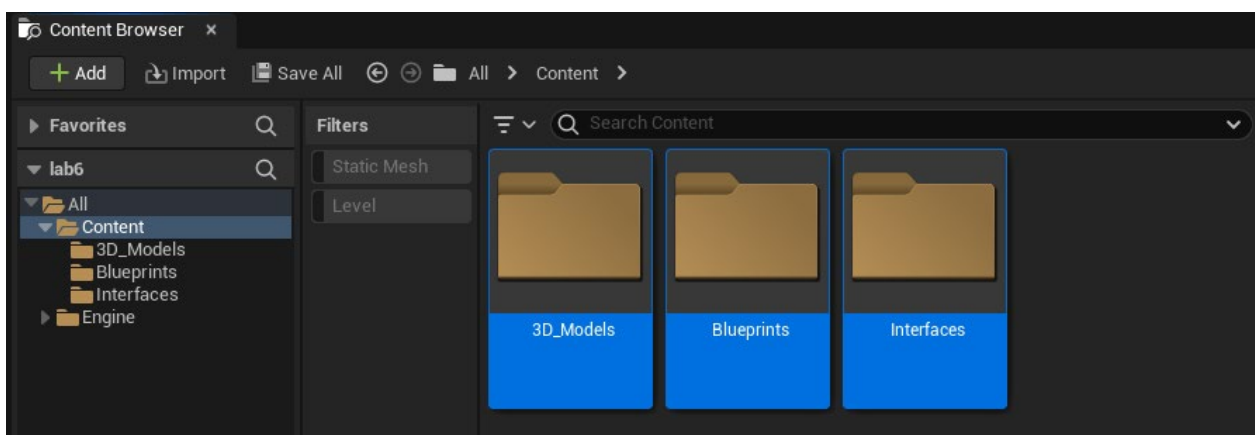 Content Browser ×
Add Import Save All All > Content >
Favorites
lab6
All
Content
3D_Models
Blueprints
Interfaces
Engine
Filters
Static Mesh
Level
Search Content
3D_Models Blueprints Interfaces